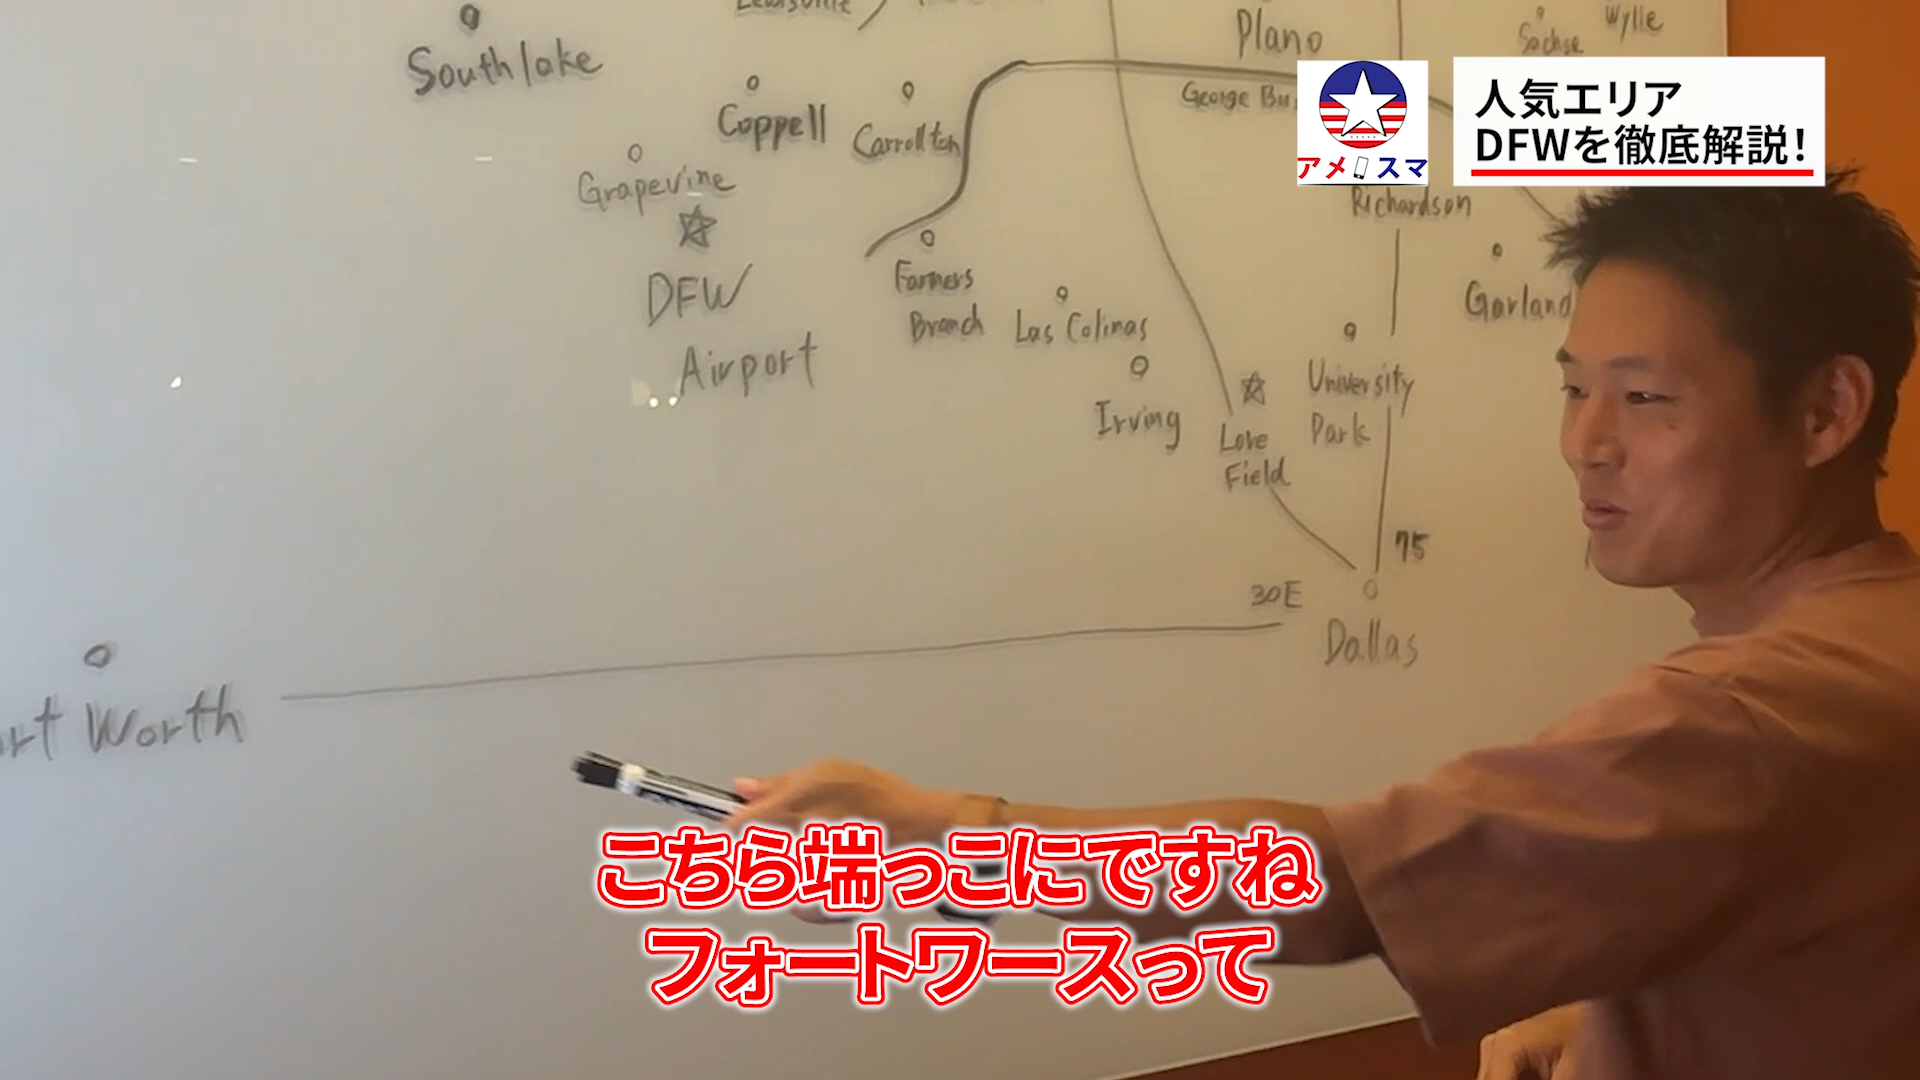 Lewisville
Plano
Sachse
Wylle
Southlake
Coppell
Carrollton
George Bu
人気エリア
DFWを徹底解説!
アメスマ
Grapevine
Richardson
DFW
Airport
Farmers
Branch
Las Colinas
Garland
Irving
Love
Field
University
Park
75
30E
Dallas
ort Worth
こちら端っこにですね
フォートワースって